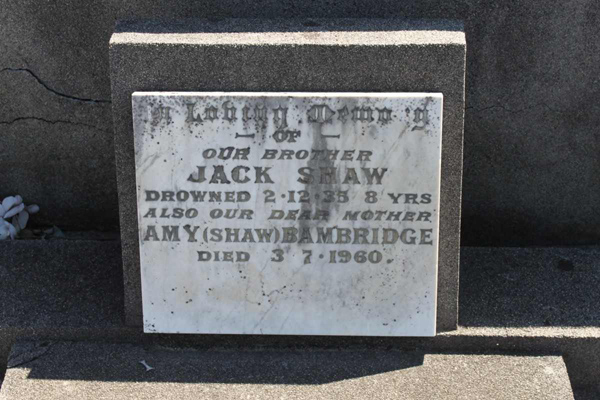 In Loving Memory
— OF —
OUR BROTHER
JACK SHAW
DROWNED 2·12·35 8 YRS
ALSO OUR DEAR MOTHER
AMY (SHAW) BAMBRIDGE
DIED 3 7·1960.